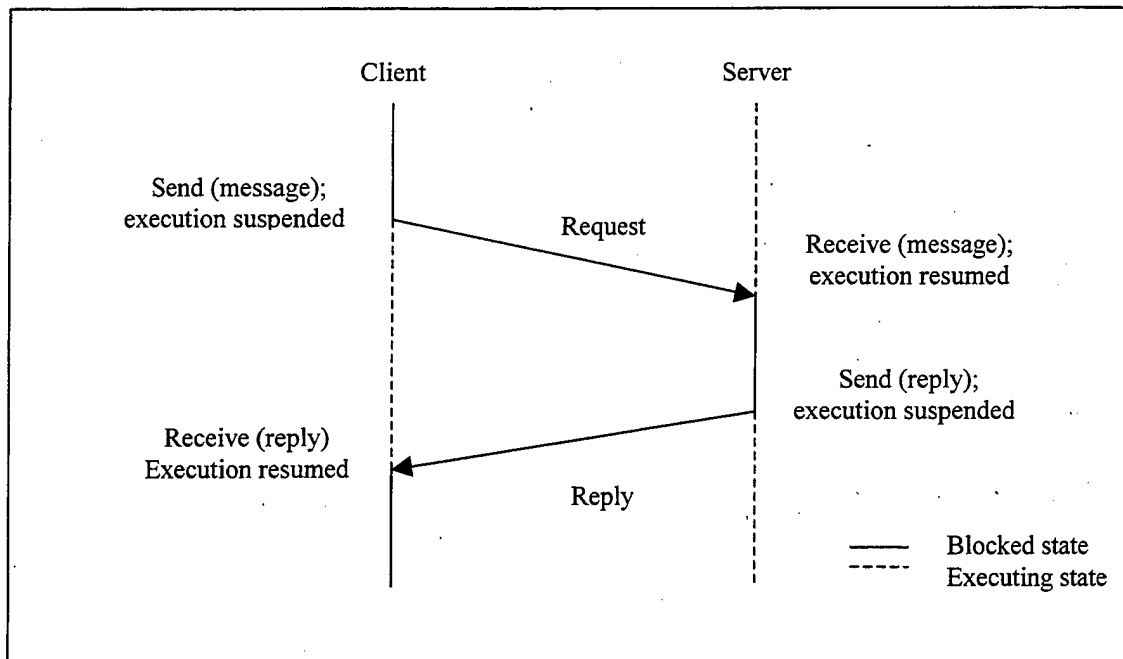 Client
Server
Send (message);
execution suspended
Request
Receive (message);
execution resumed
Send (reply);
execution suspended
Receive (reply)
Execution resumed
Reply
Blocked state
Executing state